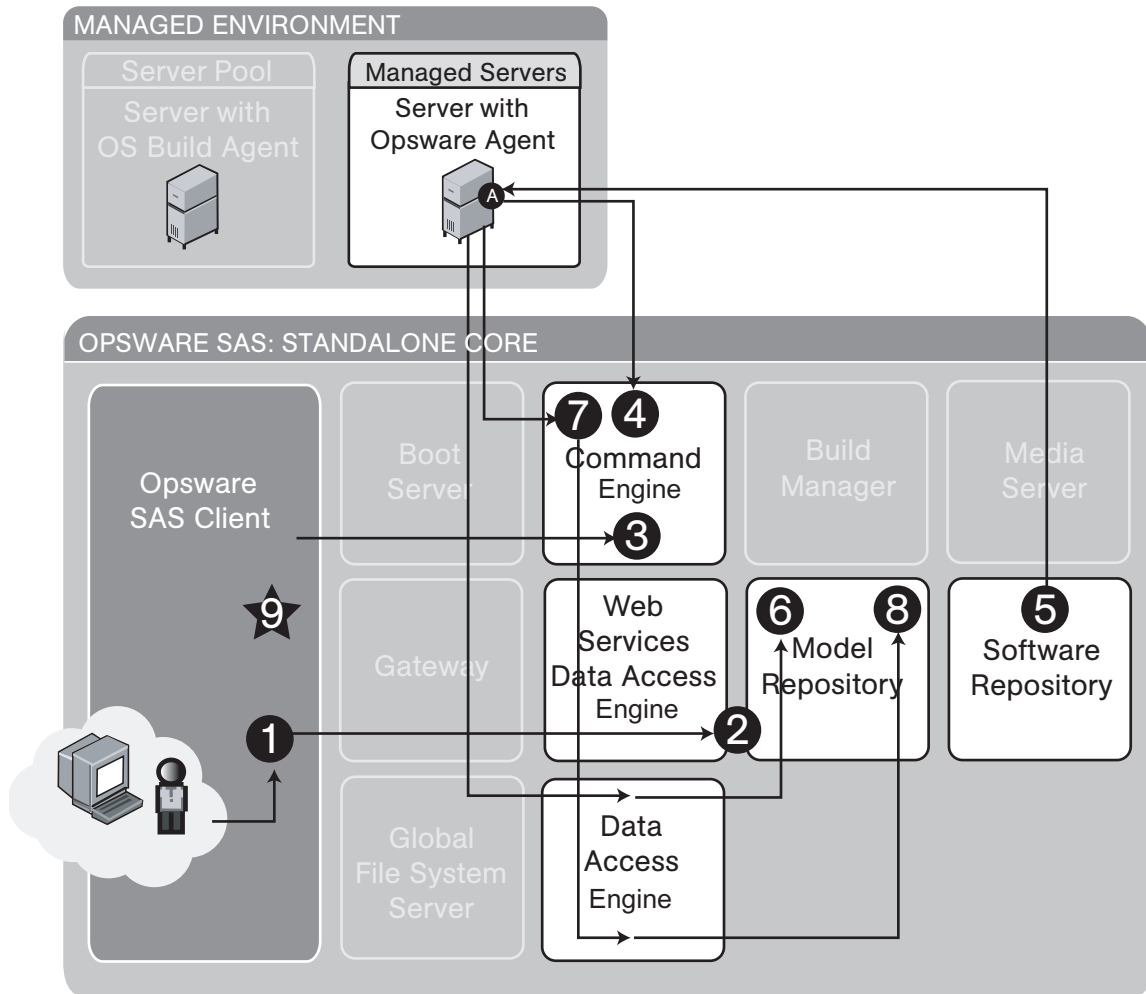 MANAGED ENVIRONMENT
Server Pool
Server with
OS Build Agent
Managed Servers
Server with
Opsware Agent
A
OPSWARE SAS: STANDALONE CORE
Opsware
SAS Client
9
1
Boot
Server
7
4
Command
Engine
3
Build
Manager
Media
Server
Gateway
Web
Services
Data Access
Engine
2
6
8
Model
Repository
5
Software
Repository
Global
File System
Server
Data
Access
Engine